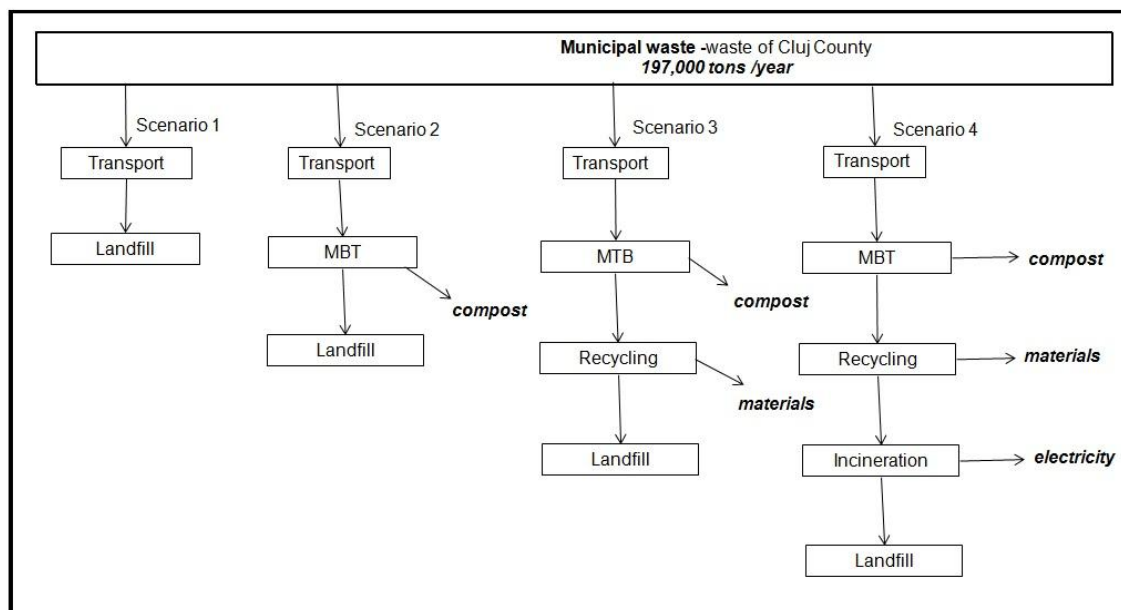 Municipal waste -waste of Cluj County
197,000 tons /year
Scenario 1
Transport
Landfill
Scenario 2
Transport
MBT
compost
Landfill
Scenario 3
Transport
MTB
compost
Recycling
materials
Landfill
Scenario 4
Transport
MBT
compost
Recycling
materials
Incineration
electricity
Landfill